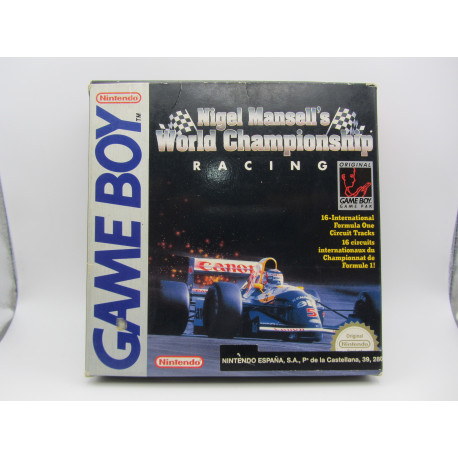 Nintendo
GAME BOY
TM
Nigel Mansell's
World Championship
RACING
ORIGINAL
GAME BOY
GAME PAK
16-International
Formula One
Circuit Tracks
16 circuits
internationaux du
Championnat de
Formule 1!
Canon
5
Original
Nintendo
Nintendo
NINTENDO ESPAÑA, S.A., Pº de la Castellana, 39, 280